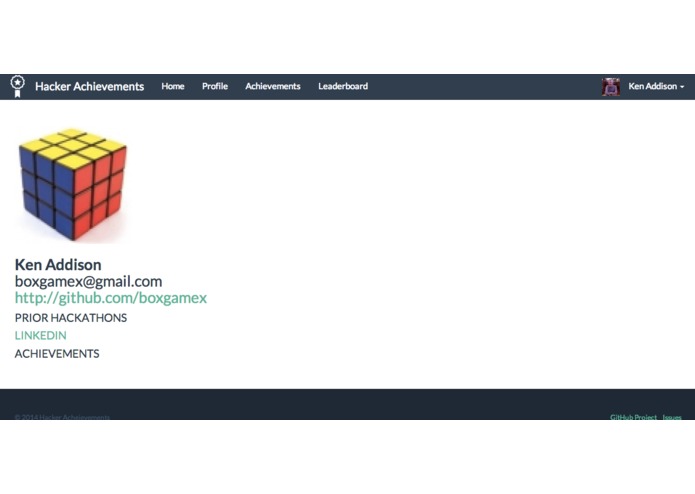 Hacker Achievements Home Profile Achievements Leaderboard Ken Addison
Ken Addison
boxgamex@gmail.com
http://github.com/boxgamex
PRIOR HACKATHONS
LINKEDIN
ACHIEVEMENTS
© 2014 Hacker Achievements GitHub Project Issues